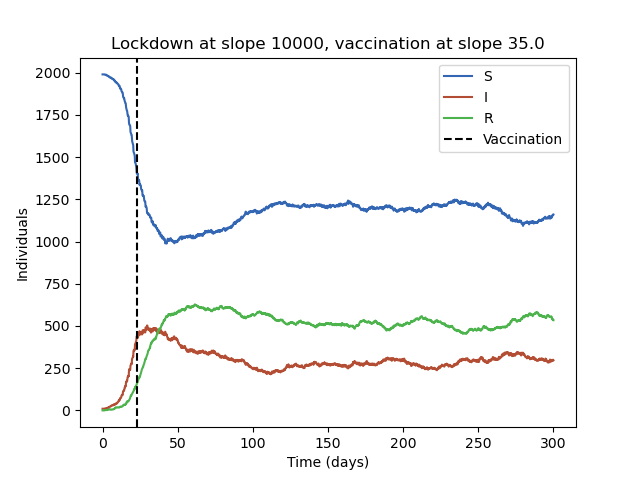 Lockdown at slope 10000, vaccination at slope 35.0
S
I
R
Vaccination
Individuals
2000
1750
1500
1250
1000
750
500
250
0
0 50 100 150 200 250 300
Time (days)